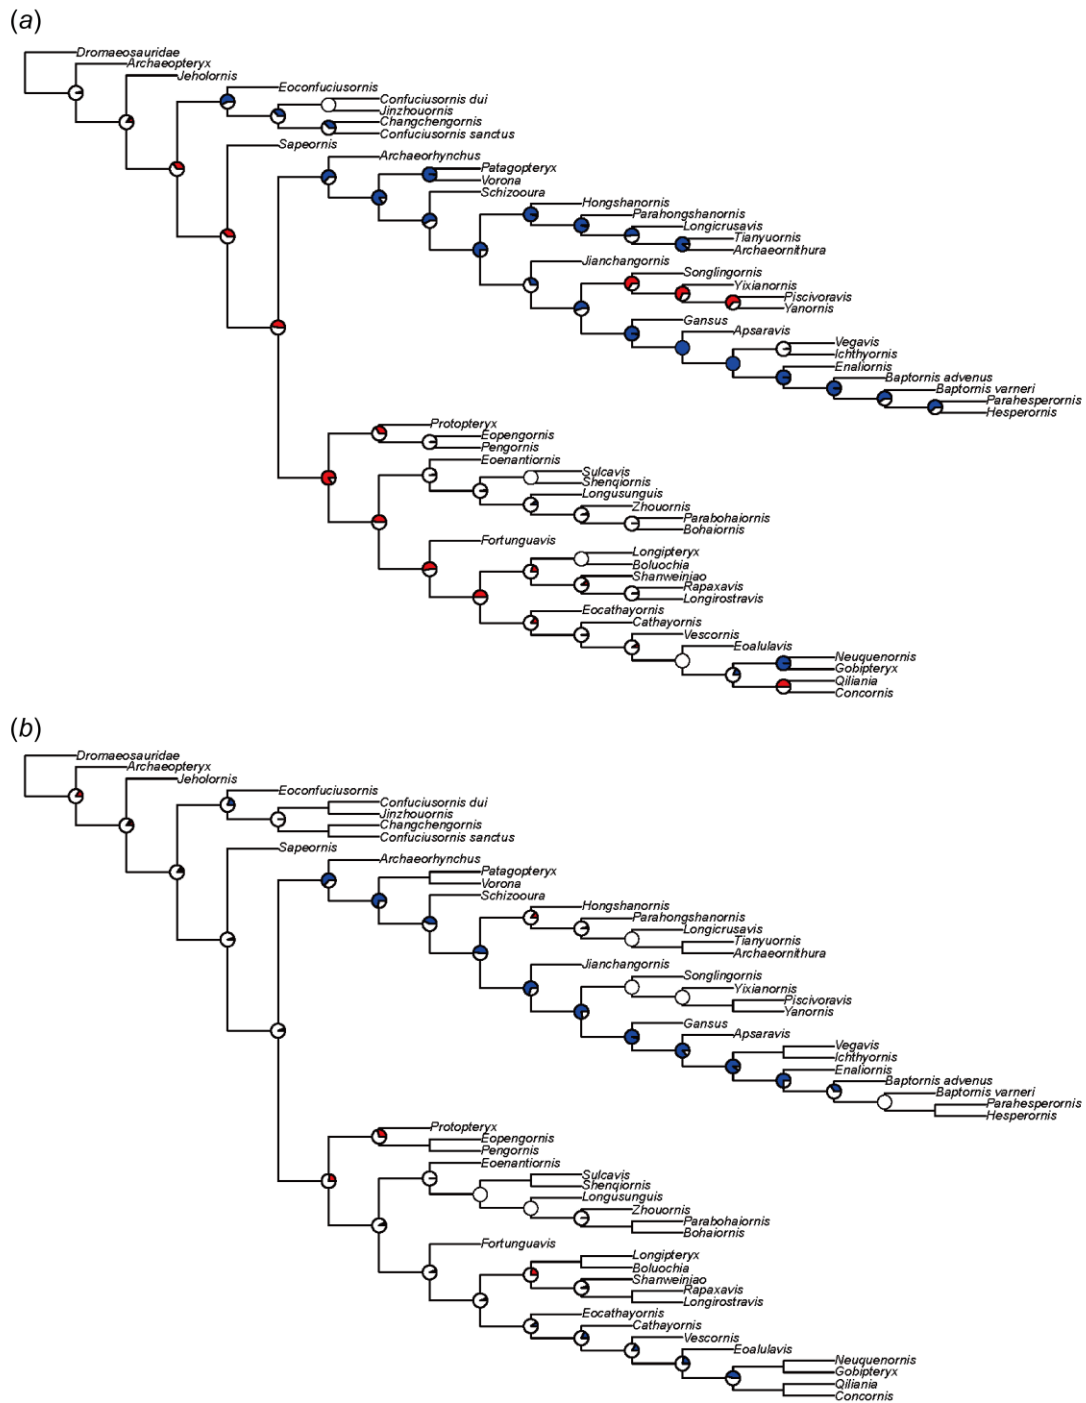 (a)
Dromaeosauridae
Archaeopteryx
Jeholornis
Eoconfuciusornis
Confuciusornis dui
Jinzhouornis
Changchengornis
Confuciusornis sanctus
Sapeornis
Archaeorhynchus
Patagopteryx
Vorona
Schizooura
Hongshanornis
Parahongshanornis
Longicrusavis
Tianyuornis
Archaeornithura
Jianchangornis
Songlingornis
Yixianornis
Piscivoravis
Yanornis
Gansus
Apsaravis
Vegavis
Ichthyornis
Enaliornis
Baptornis advenus
Baptornis varneri
Parahesperornis
Hesperornis
Protopteryx
Eopengornis
Pengornis
Eoenantiornis
Sulcavis
Shenqiornis
Longusunguis
Zhouornis
Parabohaiornis
Bohaiornis
Fortunguavis
Longipteryx
Boluochia
Shanweiniao
Rapaxavis
Longirostravis
Eocathayornis
Cathayornis
Vescornis
Eoalulavis
Neuquenornis
Gobipteryx
Qiliania
Concornis
(b)
Dromaeosauridae
Archaeopteryx
Jeholornis
Eoconfuciusornis
Confuciusornis dui
Jinzhouornis
Changchengornis
Confuciusornis sanctus
Sapeornis
Archaeorhynchus
Patagopteryx
Vorona
Schizooura
Hongshanornis
Parahongshanornis
Longicrusavis
Tianyuornis
Archaeornithura
Jianchangornis
Songlingornis
Yixianornis
Piscivoravis
Yanornis
Gansus
Apsaravis
Vegavis
Ichthyornis
Enaliornis
Baptornis advenus
Baptornis varneri
Parahesperornis
Hesperornis
Protopteryx
Eopengornis
Pengornis
Eoenantiornis
Sulcavis
Shenqiornis
Longusunguis
Zhouornis
Parabohaiornis
Bohaiornis
Fortunguavis
Longipteryx
Boluochia
Shanweiniao
Rapaxavis
Longirostravis
Eocathayornis
Cathayornis
Vescornis
Eoalulavis
Neuquenornis
Gobipteryx
Qiliania
Concornis